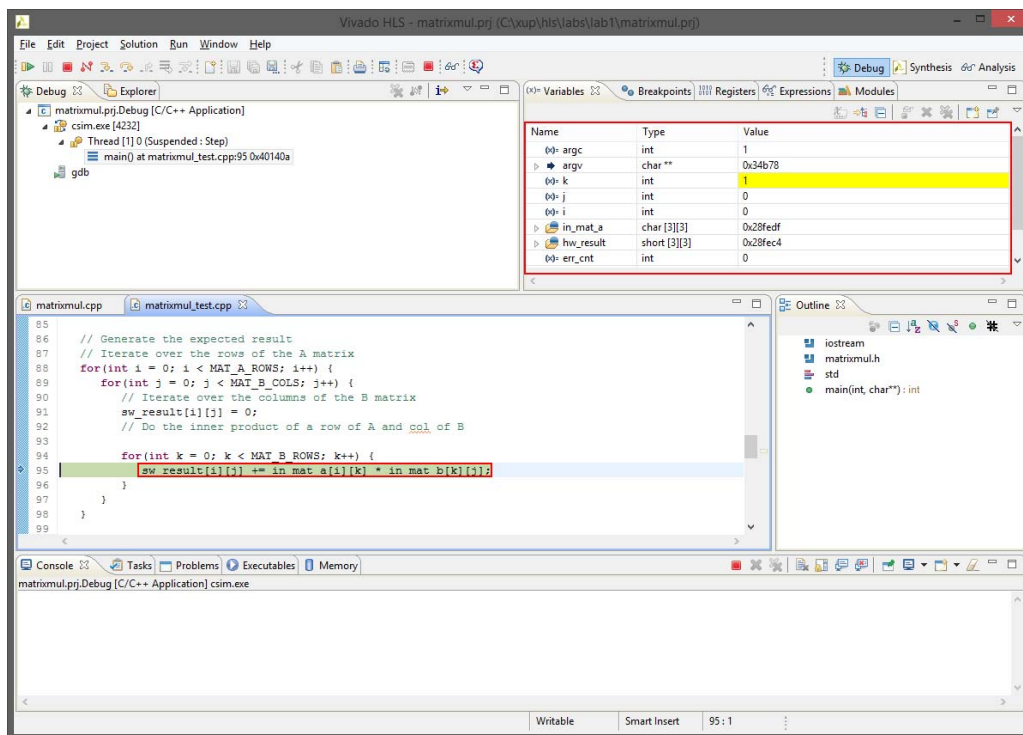 Vivado HLS - matrixmul.prj (C:\xup\hls\labs\lab1\matrixmul.prj)
File Edit Project Solution Run Window Help
Debug Synthesis Analysis
Debug Explorer
matrixmul.prj.Debug [C/C++ Application]
csim.exe [4232]
Thread [1] 0 (Suspended : Step)
main() at matrixmul_test.cpp:95 0x40140a
gdb
(x)= Variables Breakpoints Registers Expressions Modules
Name Type Value
(x)= argc int 1
argv char ** 0x34b78
(x)= k int 1
(x)= j int 0
(x)= i int 0
in_mat_a char [3][3] 0x28fedf
hw_result short [3][3] 0x28fec4
(x)= err_cnt int 0
matrixmul.cpp matrixmul_test.cpp
85
86 // Generate the expected result
87 // Iterate over the rows of the A matrix
88 for(int i = 0; i < MAT_A_ROWS; i++) {
89 for(int j = 0; j < MAT_B_COLS; j++) {
90 // Iterate over the columns of the B matrix
91 sw_result[i][j] = 0;
92 // Do the inner product of a row of A and col of B
93
94 for(int k = 0; k < MAT_B_ROWS; k++) {
95 sw_result[i][j] += in_mat_a[i][k] * in_mat_b[k][j];
96 }
97 }
98 }
99
Outline
iostream
matrixmul.h
std
main(int, char**) : int
Console Tasks Problems Executables Memory
matrixmul.prj.Debug [C/C++ Application] csim.exe
Writable Smart Insert 95 : 1